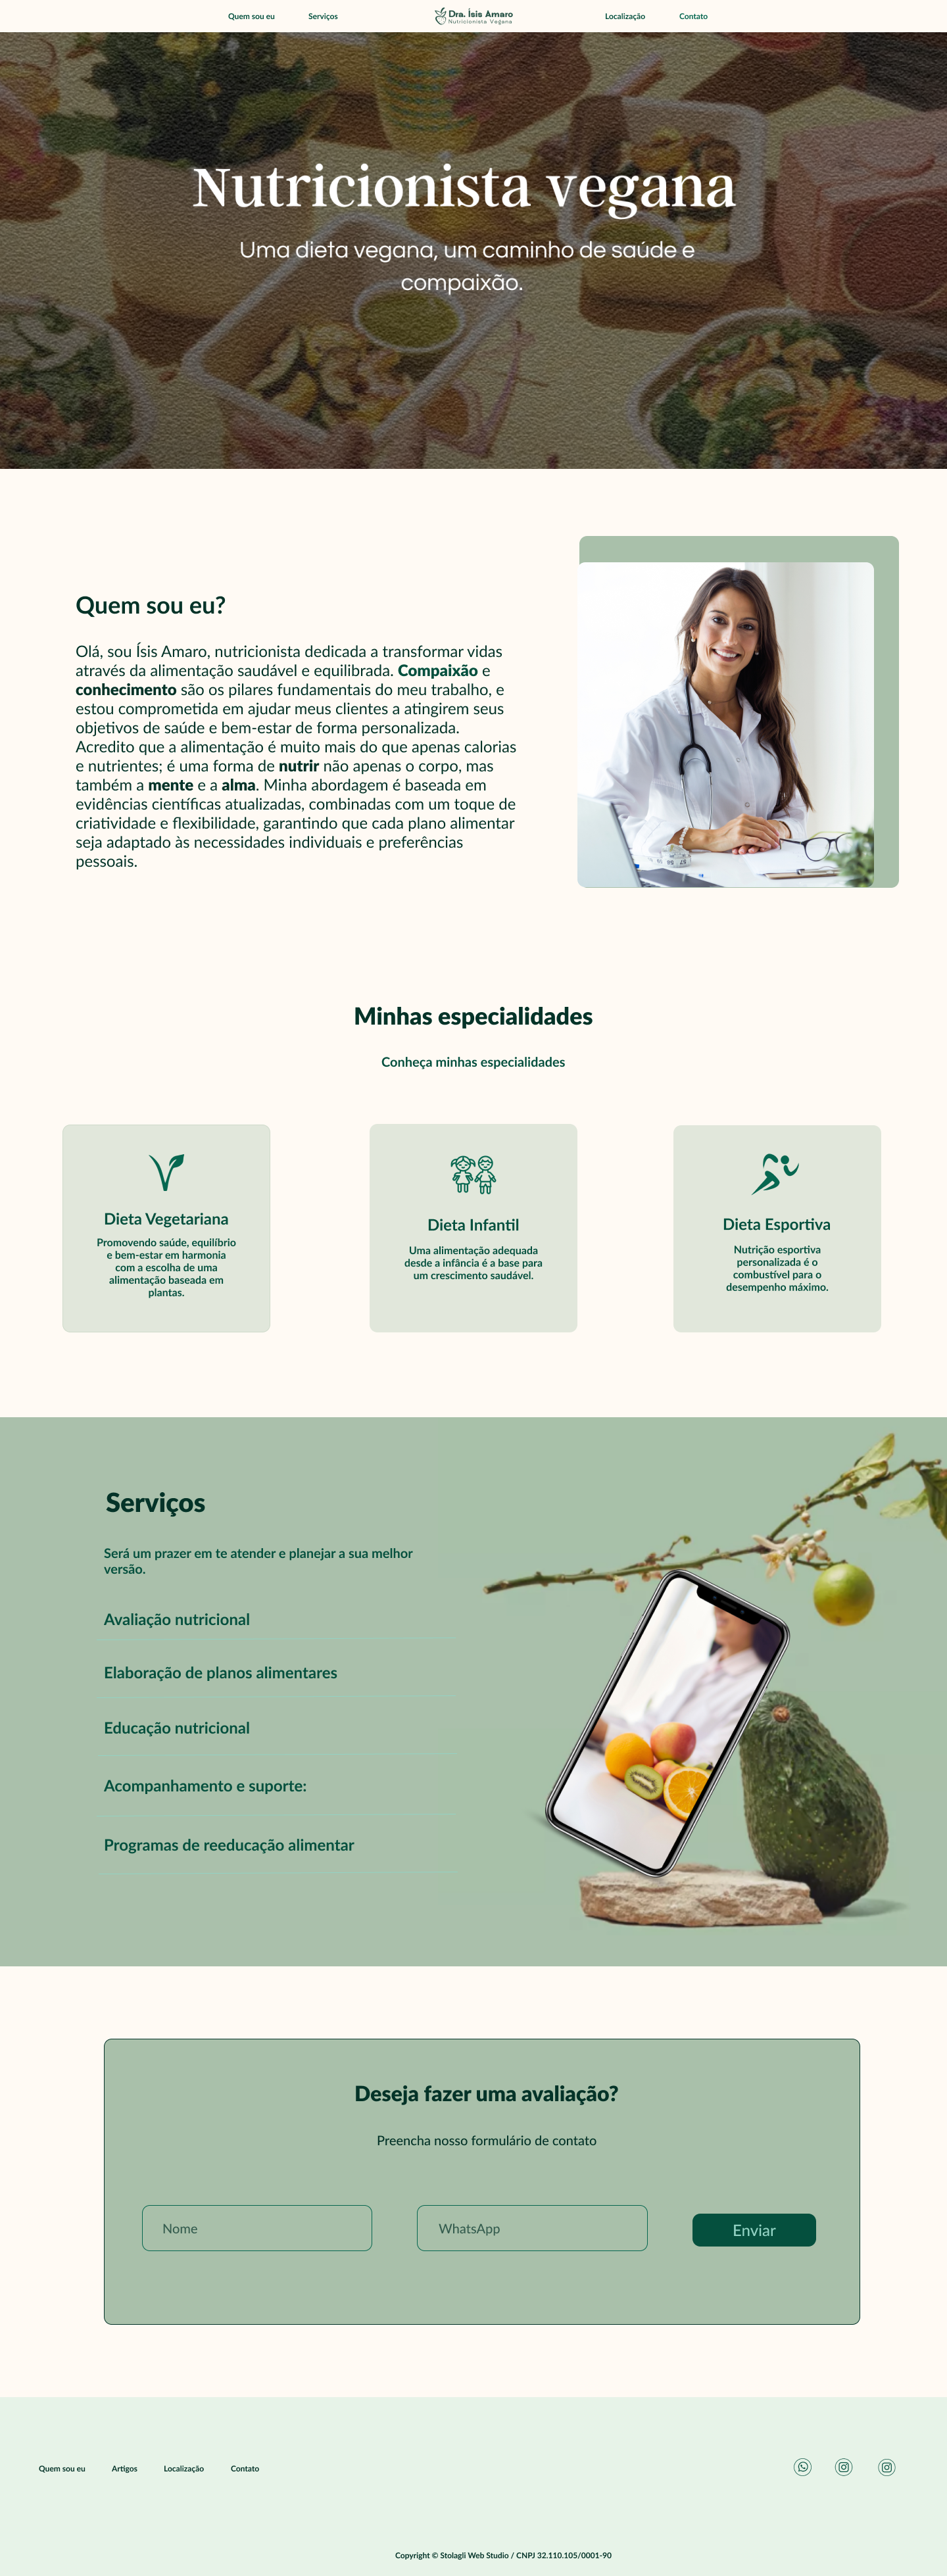 Quem sou eu
Serviços
Dra. Ísis Amaro
Nutricionista Vegana
Localização
Contato
Nutricionista vegana
Uma dieta vegana, um caminho de saúde e
compaixão.
Quem sou eu?
Olá, sou Ísis Amaro, nutricionista dedicada a transformar vidas
através da alimentação saudável e equilibrada. Compaixão e
conhecimento são os pilares fundamentais do meu trabalho, e
estou comprometida em ajudar meus clientes a atingirem seus
objetivos de saúde e bem-estar de forma personalizada.
Acredito que a alimentação é muito mais do que apenas calorias
e nutrientes; é uma forma de nutrir não apenas o corpo, mas
também a mente e a alma. Minha abordagem é baseada em
evidências científicas atualizadas, combinadas com um toque de
criatividade e flexibilidade, garantindo que cada plano alimentar
seja adaptado às necessidades individuais e preferências
pessoais.
Minhas especialidades
Conheça minhas especialidades
Dieta Vegetariana
Promovendo saúde, equilíbrio
e bem-estar em harmonia
com a escolha de uma
alimentação baseada em
plantas.
Dieta Infantil
Uma alimentação adequada
desde a infância é a base para
um crescimento saudável.
Dieta Esportiva
Nutrição esportiva
personalizada é o
combustível para o
desempenho máximo.
Serviços
Será um prazer em te atender e planejar a sua melhor
versão.
Avaliação nutricional
Elaboração de planos alimentares
Educação nutricional
Acompanhamento e suporte:
Programas de reeducação alimentar
Deseja fazer uma avaliação?
Preencha nosso formulário de contato
Nome
WhatsApp
Enviar
Quem sou eu
Artigos
Localização
Contato
Copyright © Stolagli Web Studio / CNPJ 32.110.105/0001-90